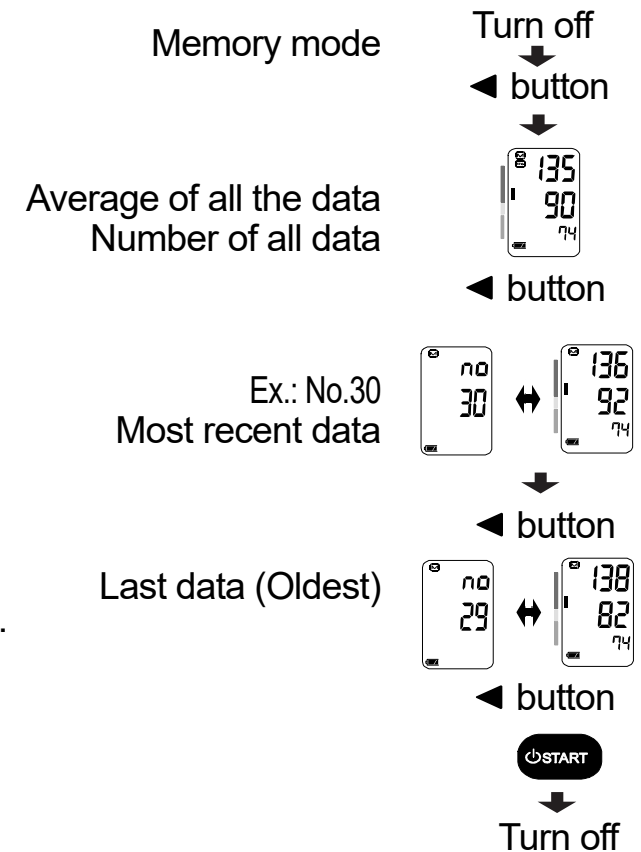 Memory mode
Turn off
◄ button
Average of all the data
Number of all data
135
90
74
◄ button
Ex.: No.30
Most recent data
no
30
136
92
74
◄ button
Last data (Oldest)
.
no
29
138
82
74
◄ button
START
Turn off